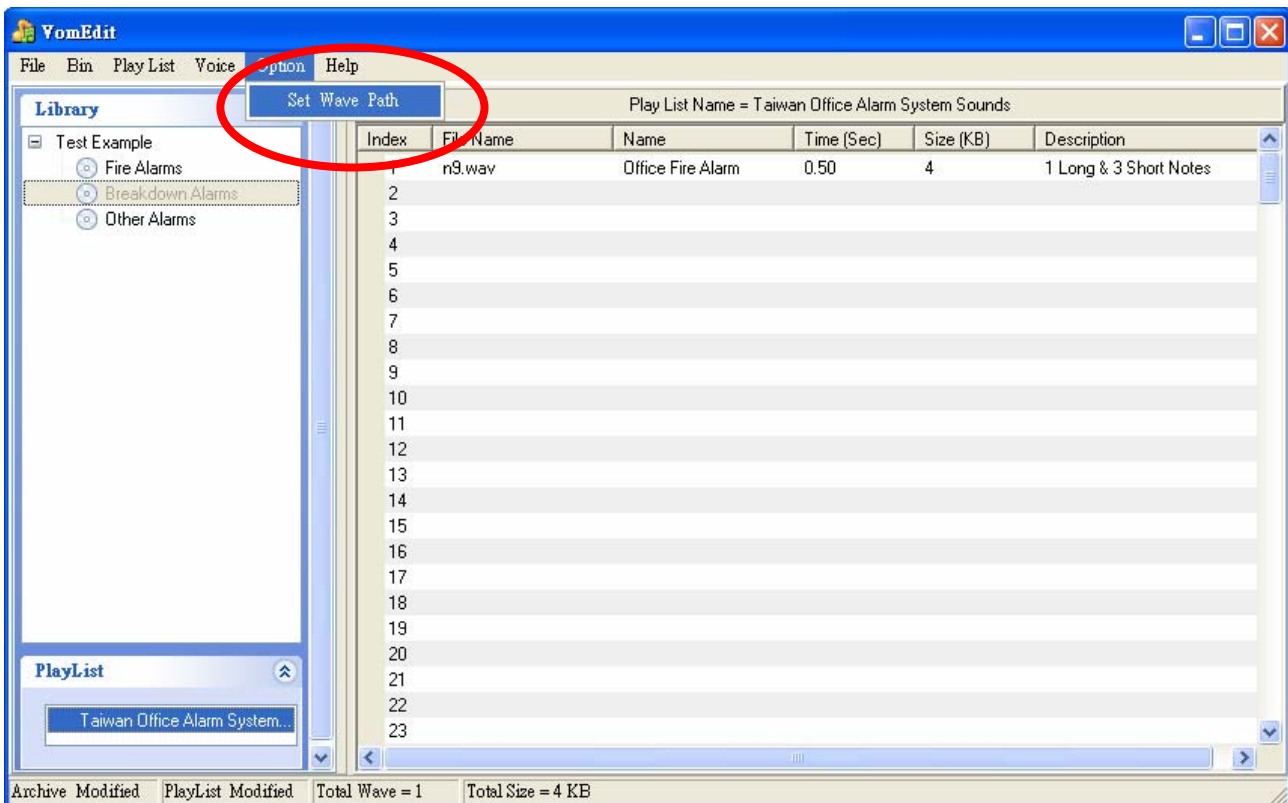 VomEdit
File Bin Play List Voice Option Help
Set Wave Path
Library
Play List Name = Taiwan Office Alarm System Sounds
Test Example
Fire Alarms
Breakdown Alarms
Other Alarms
Index File Name Name Time (Sec) Size (KB) Description
1 n9.wav Office Fire Alarm 0.50 4 1 Long & 3 Short Notes
2
3
4
5
6
7
8
9
10
11
12
13
14
15
16
17
18
19
20
21
22
23
PlayList
Taiwan Office Alarm System...
Archive Modified PlayList Modified Total Wave = 1 Total Size = 4 KB